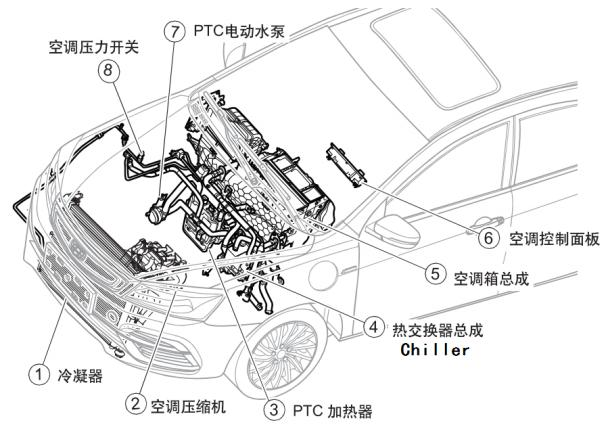 ⑦ PTC电动水泵
空调压力开关
⑧
⑥ 空调控制面板
⑤ 空调箱总成
④ 热交换器总成
Chiller
① 冷凝器
② 空调压缩机
③ PTC 加热器